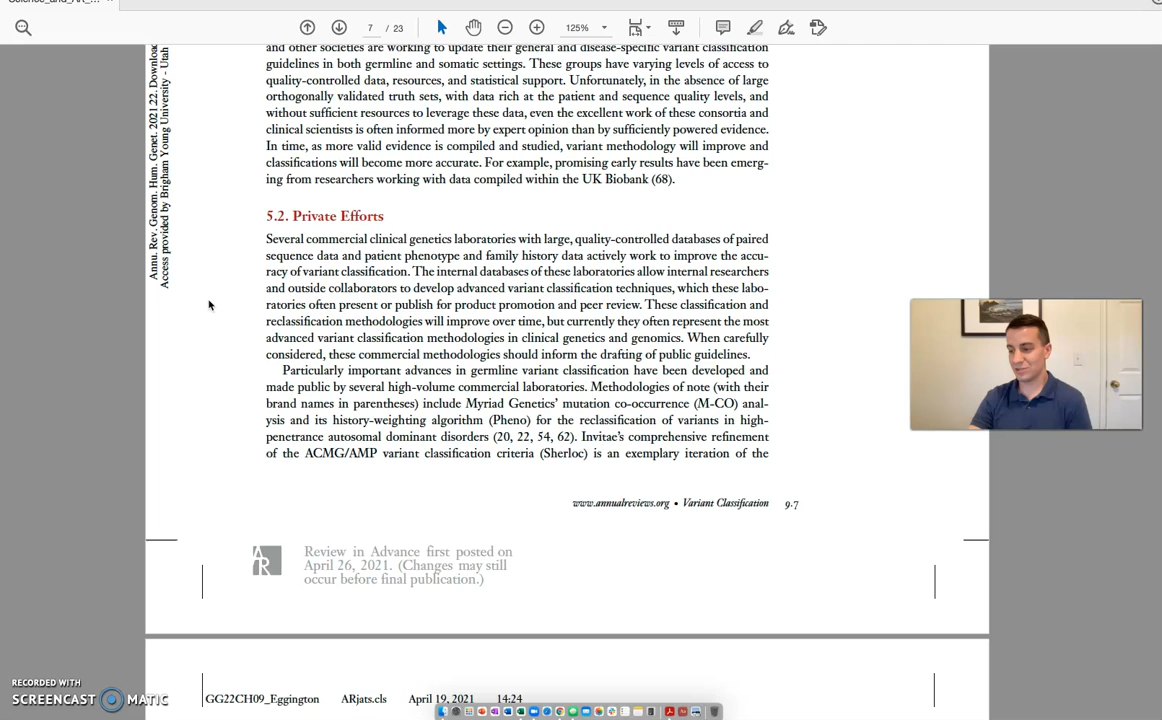 Science_and_Ar_...
7 / 23
125%
Annu. Rev. Genom. Hum. Genet. 2021.22. Download
Access provided by Brigham Young University - Utah
and other societies are working to update their general and disease-specific variant classification
guidelines in both germline and somatic settings. These groups have varying levels of access to
quality-controlled data, resources, and statistical support. Unfortunately, in the absence of large
orthogonally validated truth sets, with data rich at the patient and sequence quality levels, and
without sufficient resources to leverage these data, even the excellent work of these consortia and
clinical scientists is often informed more by expert opinion than by sufficiently powered evidence.
In time, as more valid evidence is compiled and studied, variant methodology will improve and
classifications will become more accurate. For example, promising early results have been emerg-
ing from researchers working with data compiled within the UK Biobank (68).
5.2. Private Efforts
Several commercial clinical genetics laboratories with large, quality-controlled databases of paired
sequence data and patient phenotype and family history data actively work to improve the accu-
racy of variant classification. The internal databases of these laboratories allow internal researchers
and outside collaborators to develop advanced variant classification techniques, which these labo-
ratories often present or publish for product promotion and peer review. These classification and
reclassification methodologies will improve over time, but currently they often represent the most
advanced variant classification methodologies in clinical genetics and genomics. When carefully
considered, these commercial methodologies should inform the drafting of public guidelines.
Particularly important advances in germline variant classification have been developed and
made public by several high-volume commercial laboratories. Methodologies of note (with their
brand names in parentheses) include Myriad Genetics' mutation co-occurrence (M-CO) anal-
ysis and its history-weighting algorithm (Pheno) for the reclassification of variants in high-
penetrance autosomal dominant disorders (20, 22, 54, 62). Invitae's comprehensive refinement
of the ACMG/AMP variant classification criteria (Sherloc) is an exemplary iteration of the
www.annualreviews.org • Variant Classification 9.7
AR
Review in Advance first posted on
April 26, 2021. (Changes may still
occur before final publication.)
RECORDED WITH
SCREENCAST MATIC
GG22CH09_Eggington ARjats.cls April 19, 2021 14:24